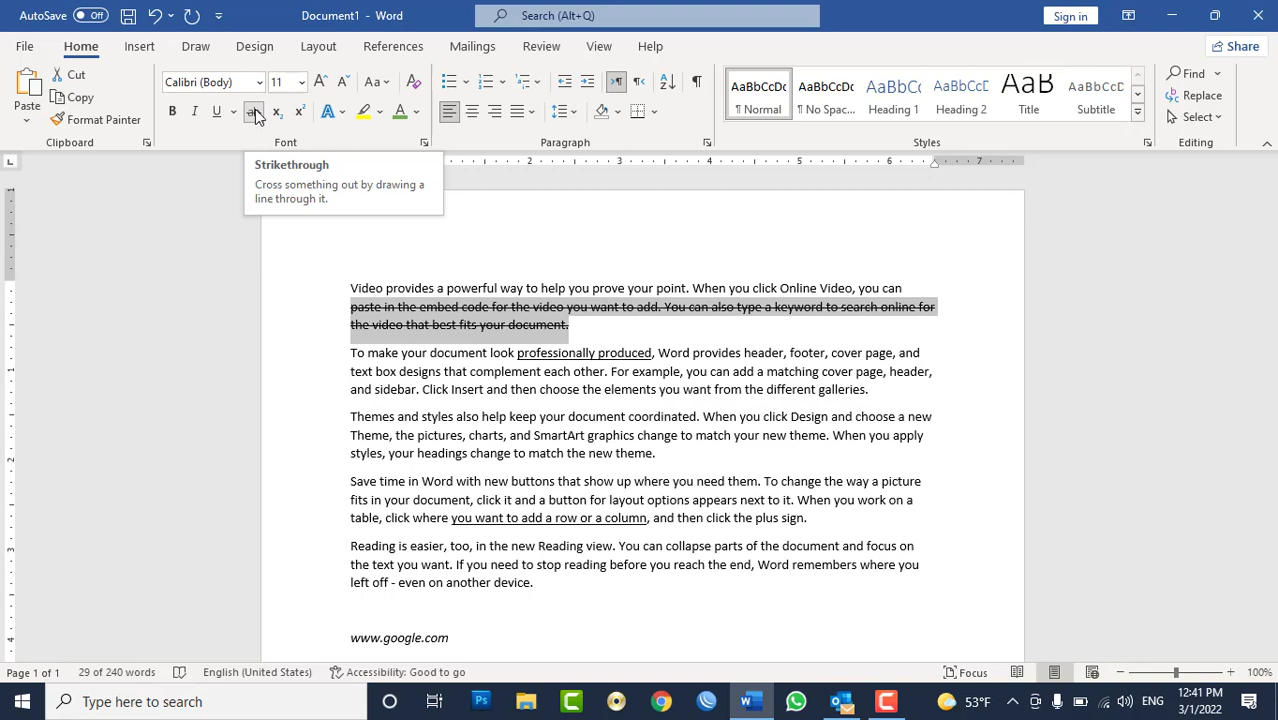 AutoSave Off
Document1 - Word
Search (Alt+Q)
Sign in
File Home Insert Draw Design Layout References Mailings Review View Help
Share
Paste
Cut
Copy
Format Painter
Clipboard
Calibri (Body) 11
Font
Paragraph
AaBbCcDc AaBbCcDc AaBbCc AaBbCcD AaB AaBbCcD
¶ Normal ¶ No Spac... Heading 1 Heading 2 Title Subtitle
Styles
Find
Replace
Select
Editing
Strikethrough
Cross something out by drawing a
line through it.
Video provides a powerful way to help you prove your point. When you click Online Video, you can
paste in the embed code for the video you want to add. You can also type a keyword to search online for
the video that best fits your document.
To make your document look professionally produced, Word provides header, footer, cover page, and
text box designs that complement each other. For example, you can add a matching cover page, header,
and sidebar. Click Insert and then choose the elements you want from the different galleries.
Themes and styles also help keep your document coordinated. When you click Design and choose a new
Theme, the pictures, charts, and SmartArt graphics change to match your new theme. When you apply
styles, your headings change to match the new theme.
Save time in Word with new buttons that show up where you need them. To change the way a picture
fits in your document, click it and a button for layout options appears next to it. When you work on a
table, click where you want to add a row or a column, and then click the plus sign.
Reading is easier, too, in the new Reading view. You can collapse parts of the document and focus on
the text you want. If you need to stop reading before you reach the end, Word remembers where you
left off - even on another device.
www.google.com
Page 1 of 1 29 of 240 words English (United States) Accessibility: Good to go Focus 100%
Type here to search
53°F
ENG
12:41 PM
3/1/2022